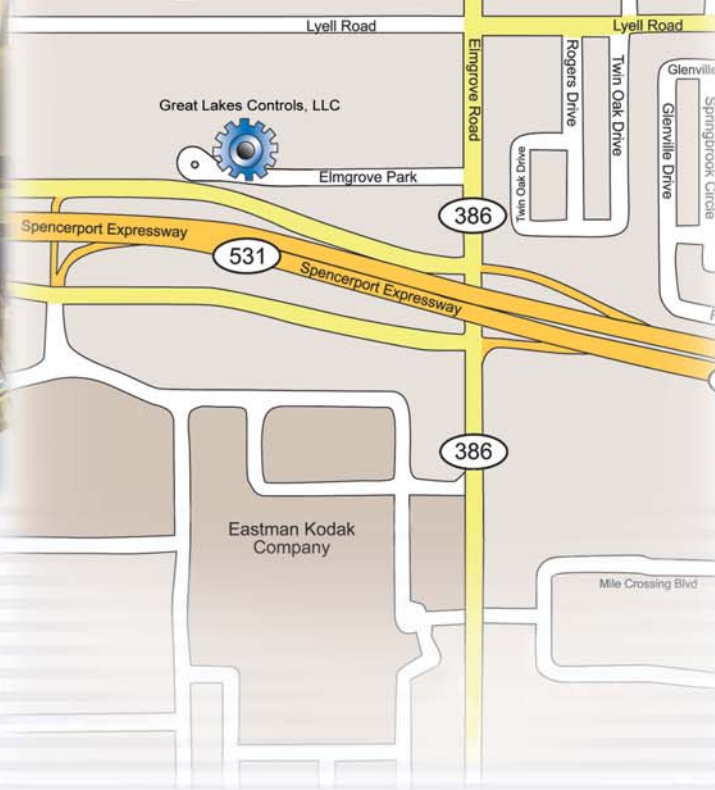 Lyell Road
Lyell Road
Elmgrove Road
Rogers Drive
Twin Oak Drive
Glenville
Glenville Drive
Springbrook Circle
Great Lakes Controls, LLC
Twin Oak Drive
Elmgrove Park
386
Spencerport Expressway
531
Spencerport Expressway
386
Eastman Kodak
Company
Mile Crossing Blvd